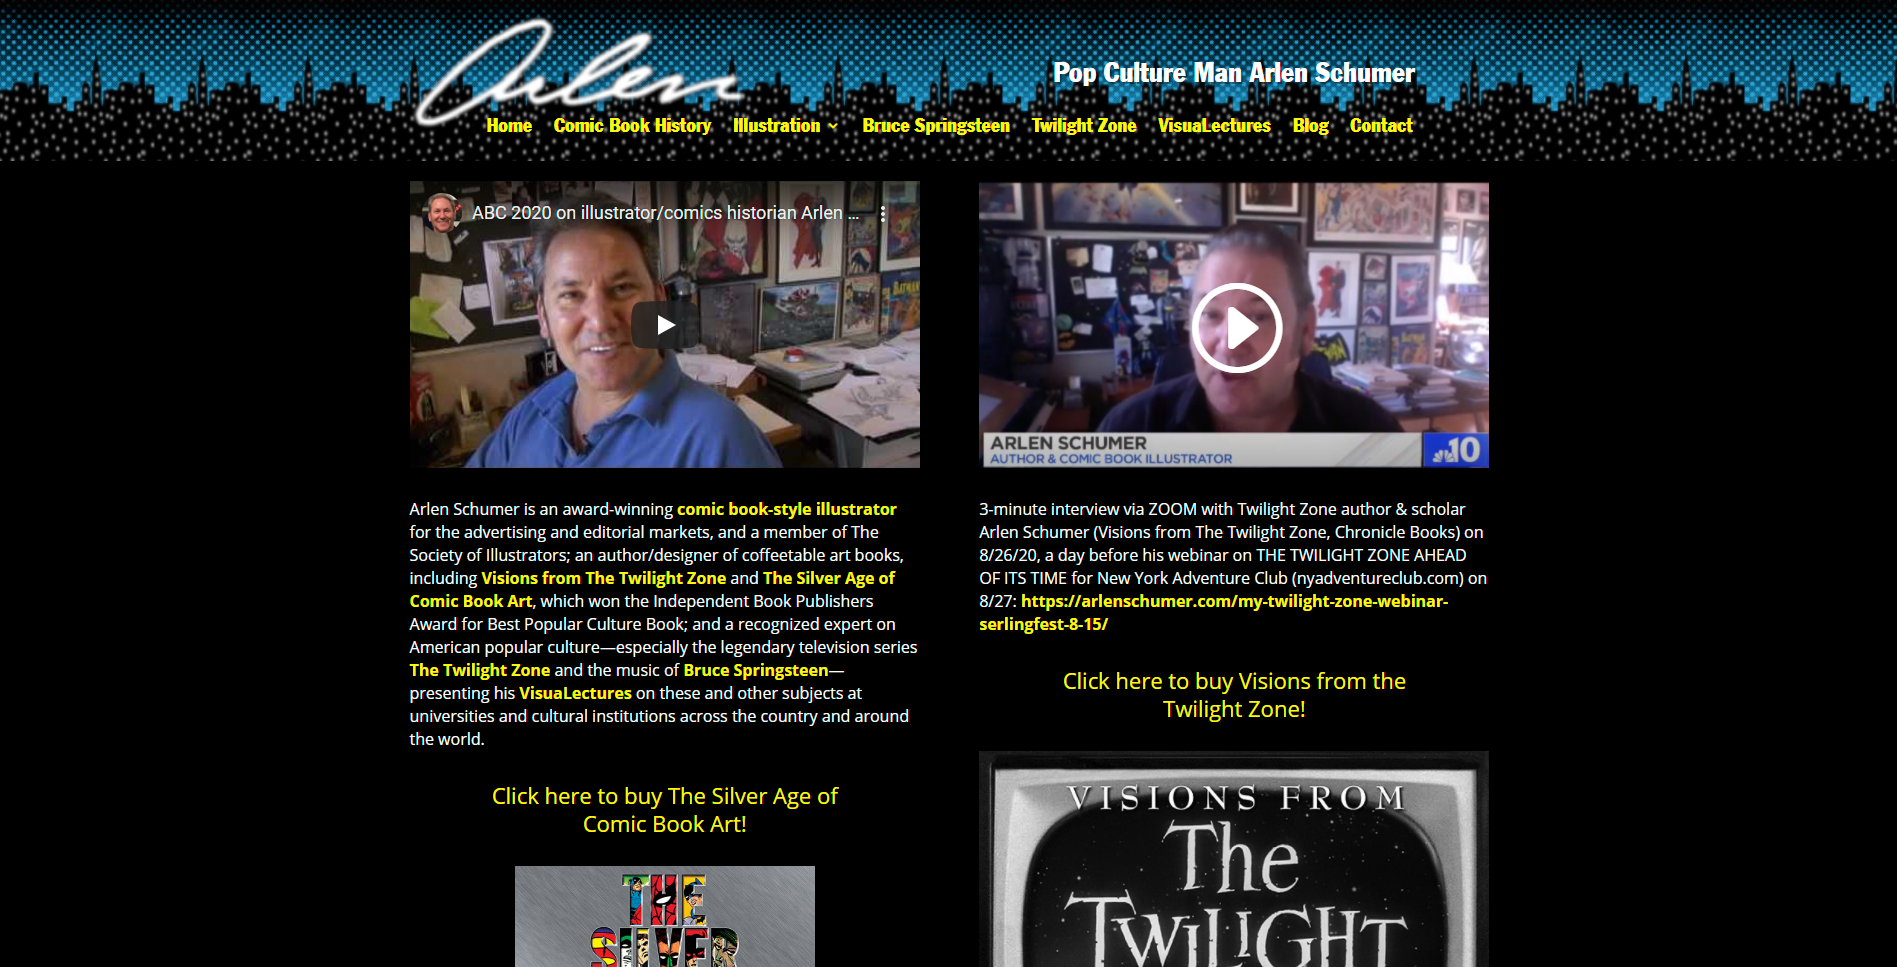 Arlen
Pop Culture Man Arlen Schumer
Home Comic Book History Illustration Bruce Springsteen Twilight Zone VisuaLectures Blog Contact
ABC 2020 on illustrator/comics historian Arlen ...
BATMAN
ARLEN SCHUMER
AUTHOR & COMIC BOOK ILLUSTRATOR
10
Arlen Schumer is an award-winning comic book-style illustrator
for the advertising and editorial markets, and a member of The
Society of Illustrators; an author/designer of coffeetable art books,
including Visions from The Twilight Zone and The Silver Age of
Comic Book Art, which won the Independent Book Publishers
Award for Best Popular Culture Book; and a recognized expert on
American popular culture—especially the legendary television series
The Twilight Zone and the music of Bruce Springsteen—
presenting his VisuaLectures on these and other subjects at
universities and cultural institutions across the country and around
the world.
Click here to buy The Silver Age of
Comic Book Art!
THE
SILVER
3-minute interview via ZOOM with Twilight Zone author & scholar
Arlen Schumer (Visions from The Twilight Zone, Chronicle Books) on
8/26/20, a day before his webinar on THE TWILIGHT ZONE AHEAD
OF ITS TIME for New York Adventure Club (nyadventureclub.com) on
8/27: https://arlenschumer.com/my-twilight-zone-webinar-
serlingfest-8-15/
Click here to buy Visions from the
Twilight Zone!
VISIONS FROM
The
TWILIGHT